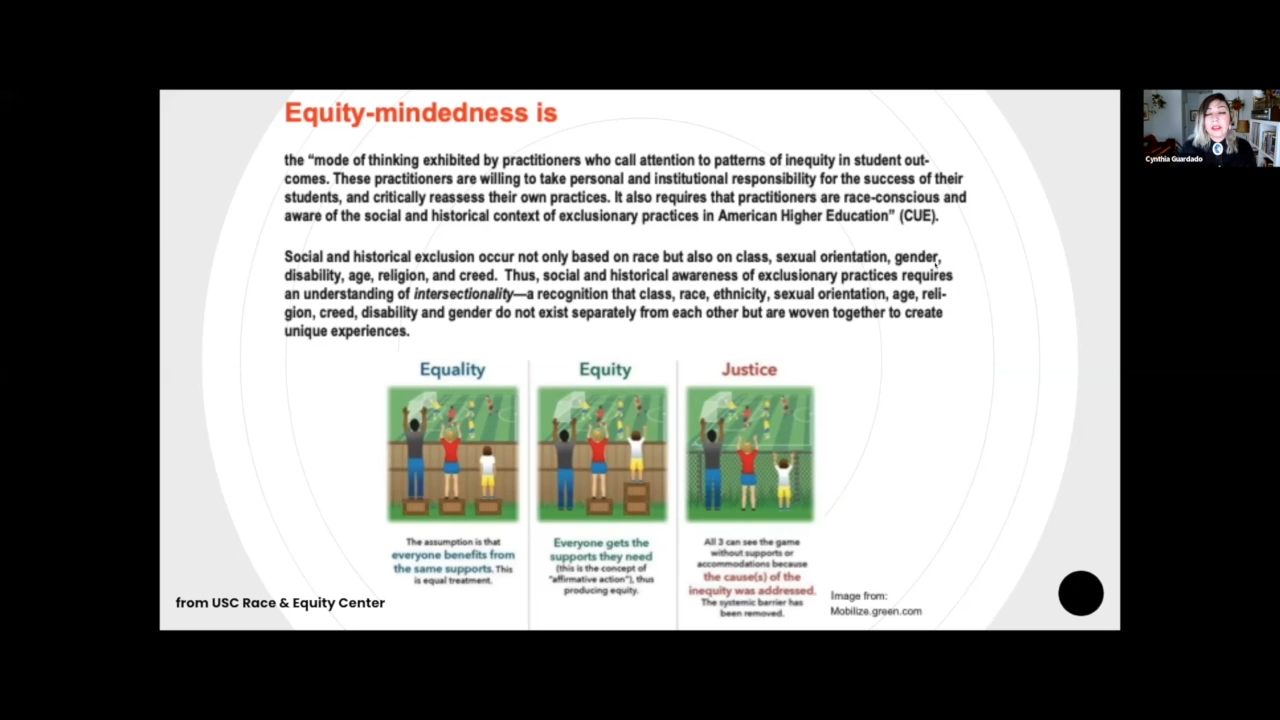 Equity-mindedness is
the “mode of thinking exhibited by practitioners who call attention to patterns of inequity in student out-
comes. These practitioners are willing to take personal and institutional responsibility for the success of their
students, and critically reassess their own practices. It also requires that practitioners are race-conscious and
aware of the social and historical context of exclusionary practices in American Higher Education” (CUE).
Social and historical exclusion occur not only based on race but also on class, sexual orientation, gender,
disability, age, religion, and creed. Thus, social and historical awareness of exclusionary practices requires
an understanding of intersectionality—a recognition that class, race, ethnicity, sexual orientation, age, reli-
gion, creed, disability and gender do not exist separately from each other but are woven together to create
unique experiences.
Equality
The assumption is that
everyone benefits from
the same supports. This
is equal treatment.
Equity
Everyone gets the
supports they need
(this is the concept of
"affirmative action"), thus
producing equity.
Justice
All 3 can see the game
without supports or
accommodations because
the cause(s) of the
inequity was addressed.
The systemic barrier has
been removed.
Image from:
Mobilize.green.com
from USC Race & Equity Center
Cynthia Guardado